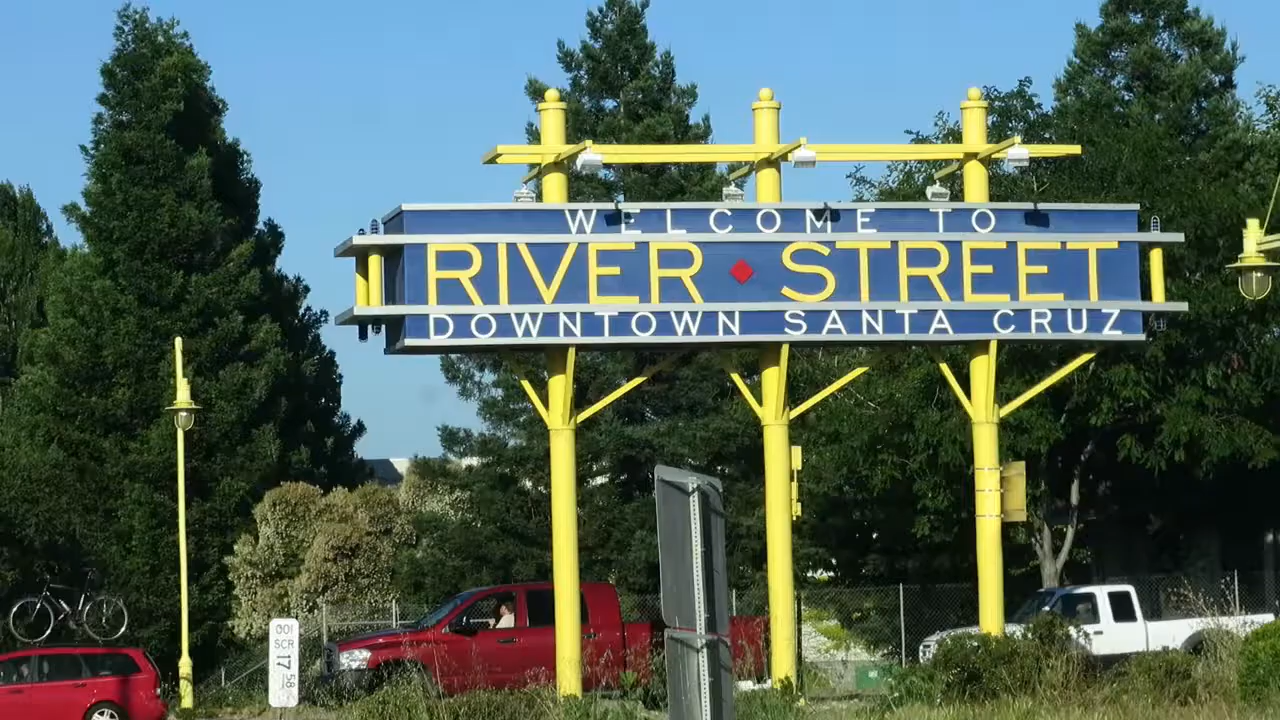 WELCOME TO
RIVER STREET
DOWNTOWN SANTA CRUZ
001
SCR
17
58